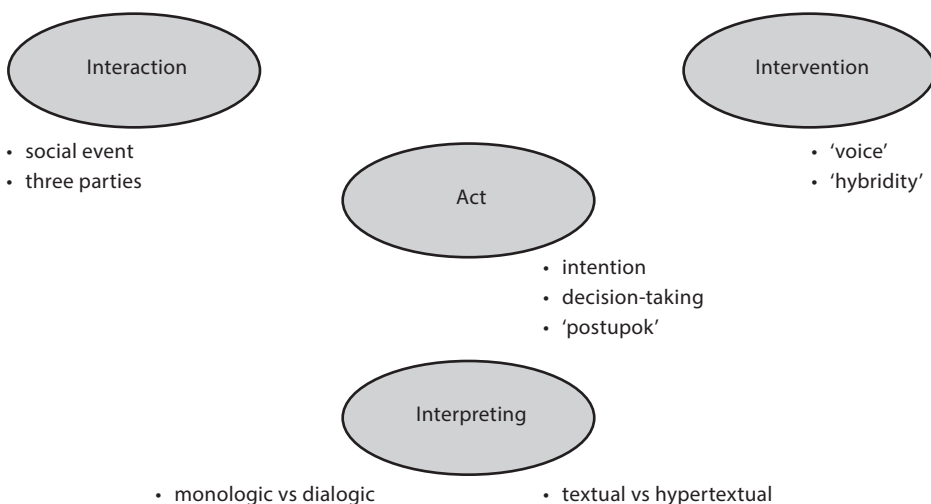 Interaction
• social event
• three parties
Intervention
• ‘voice’
• ‘hybridity’
Act
• intention
• decision-taking
• ‘postupok’
Interpreting
• monologic vs dialogic
• textual vs hypertextual